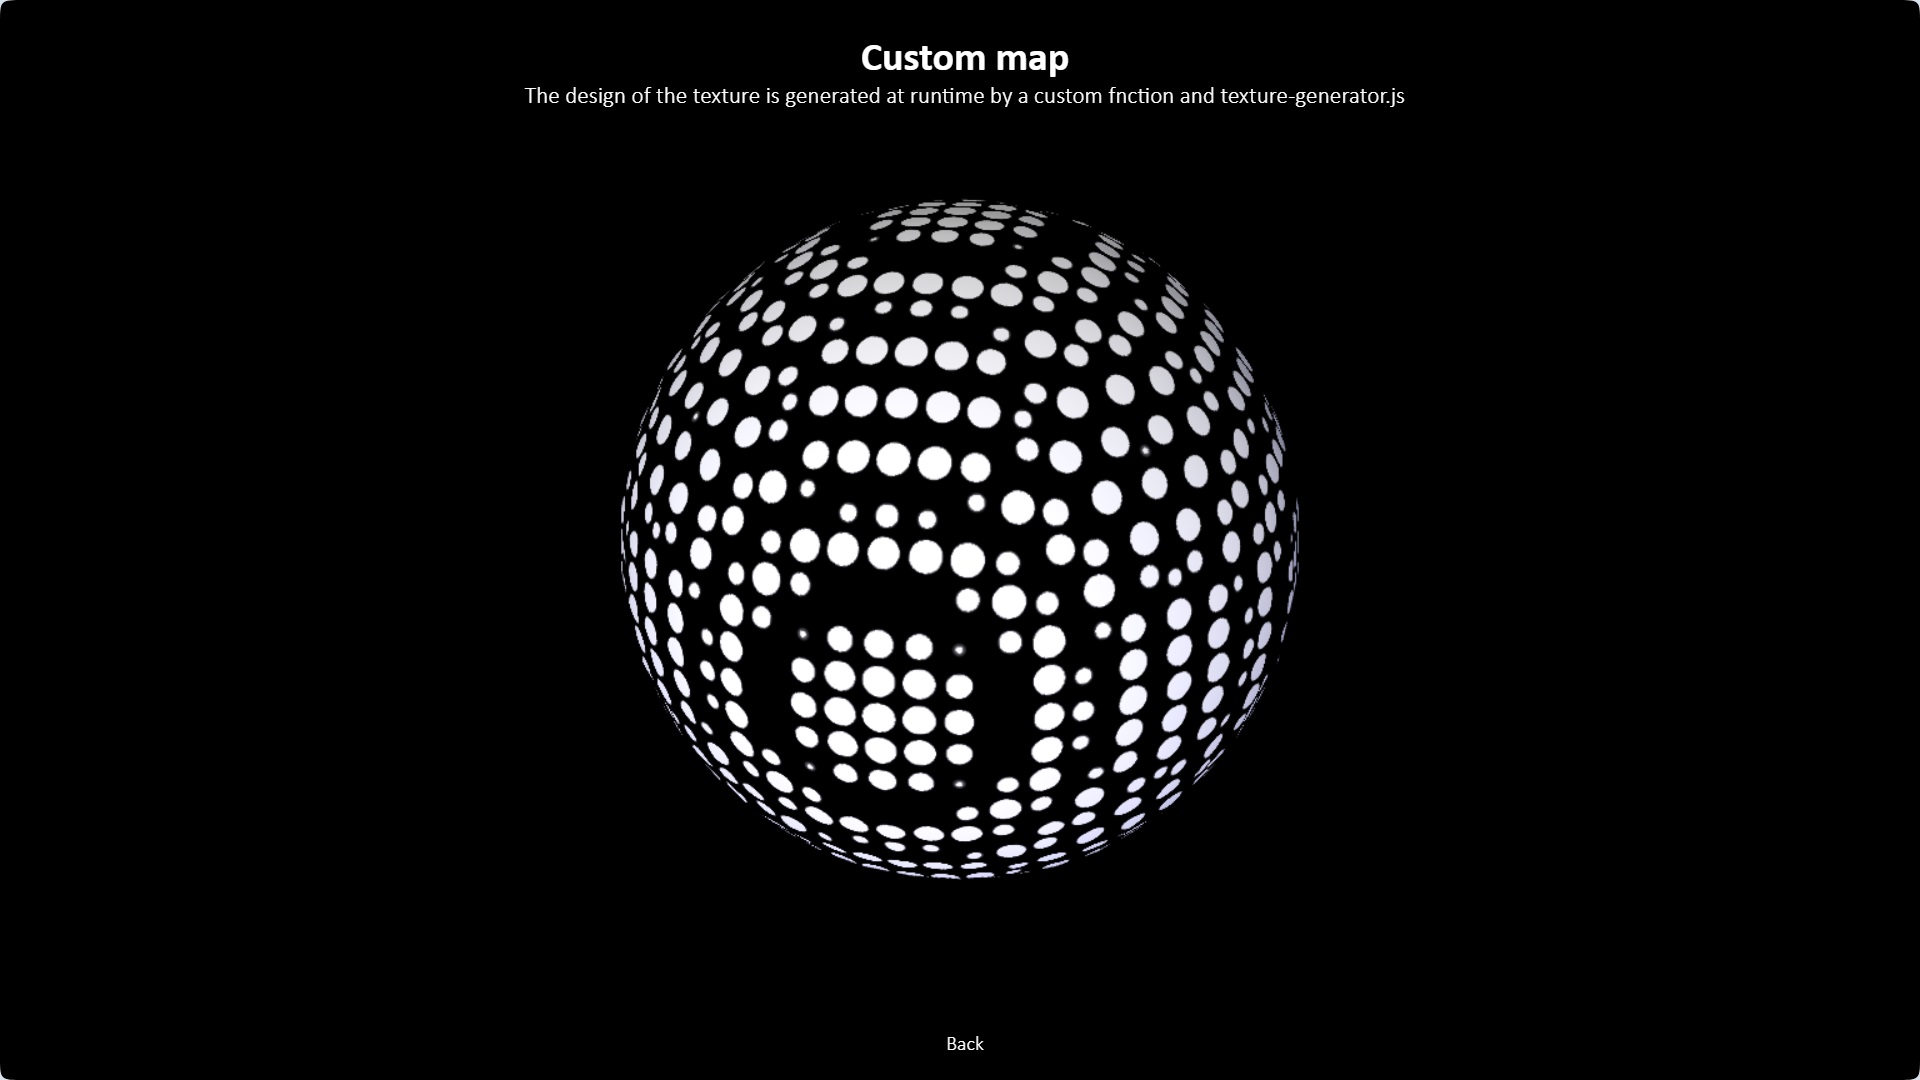 Custom map
The design of the texture is generated at runtime by a custom fnction and texture-generator.js
Back